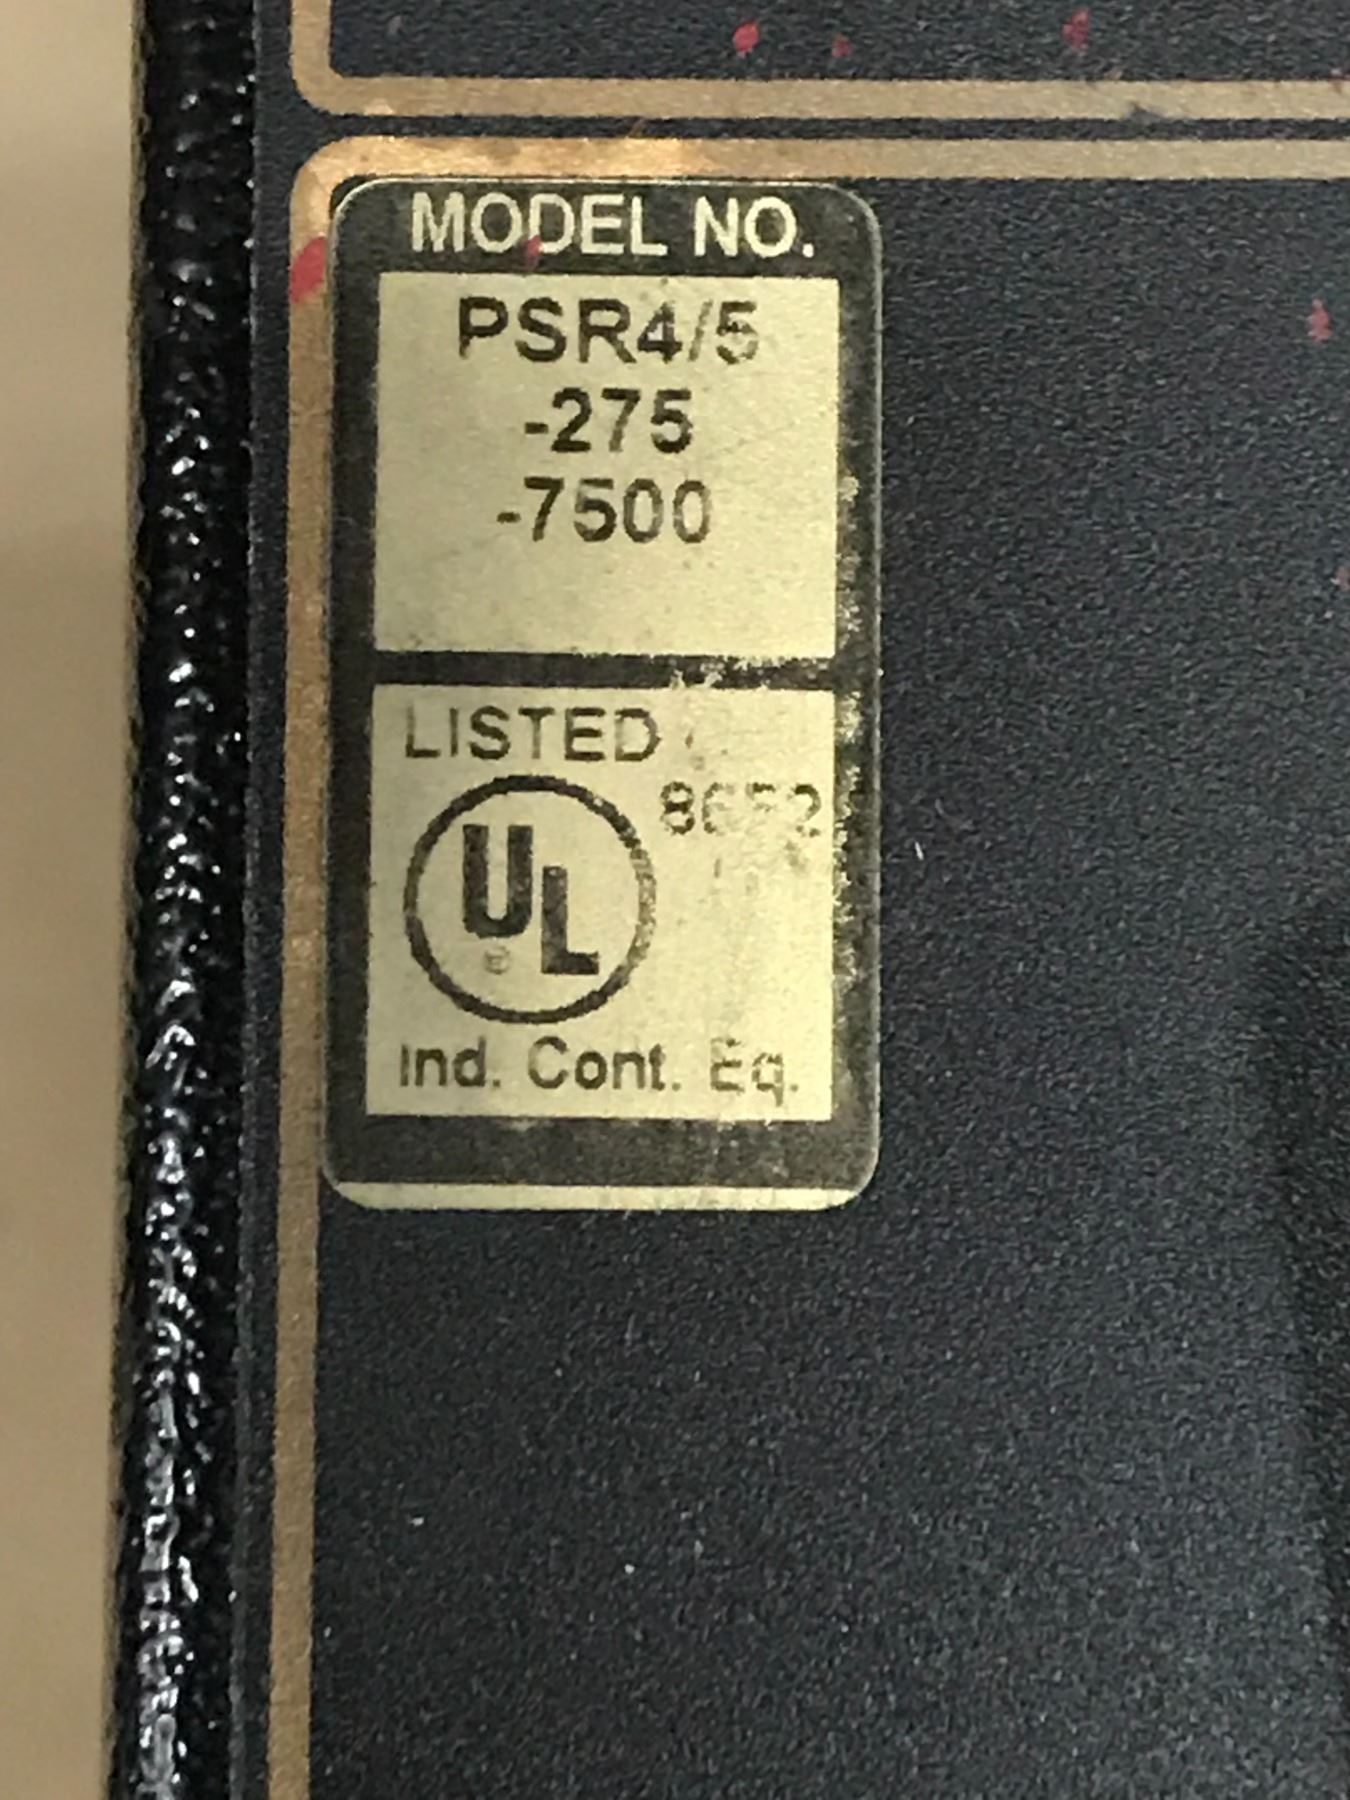 MODEL NO.
PSR4/5
-275
-7500
LISTED
UL
®
Ind. Cont. Eq.